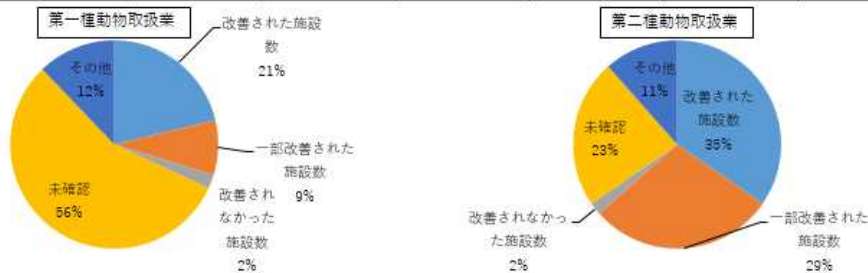 第一種動物取扱業
改善された施設
数
21%
一部改善された
施設数
9%
改善され
なかった
施設数
2%
未確認
56%
その他
12%
第二種動物取扱業
改善された
施設数
35%
一部改善された
施設数
29%
改善されなかっ
た施設数
2%
未確認
23%
その他
11%